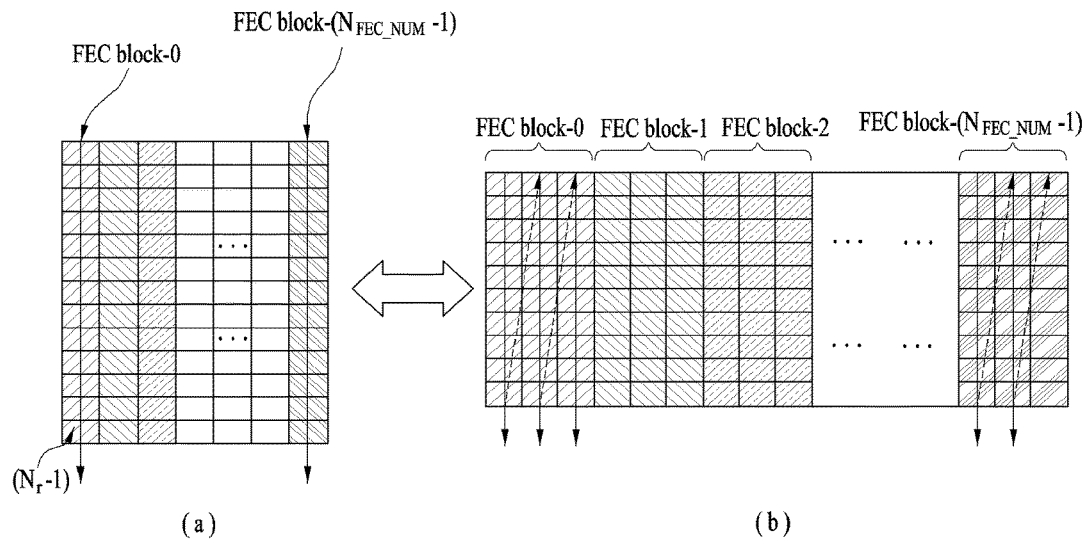 FEC block-(N_FEC_NUM -1)
FEC block-0
FEC block-0 FEC block-1 FEC block-2 FEC block-(N_FEC_NUM -1)
... 
... ...
...
... ...
(N_r-1)
(a)
(b)